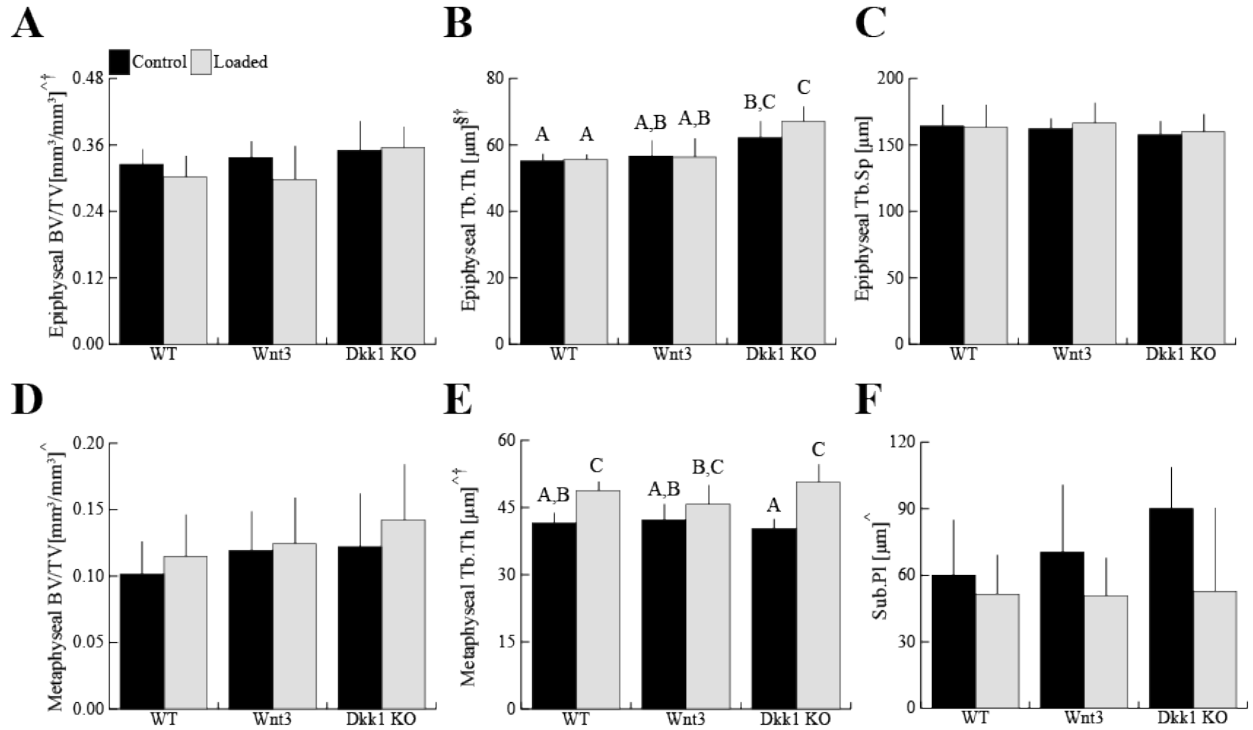 A
Control Loaded
Epiphyseal BV/TV[mm³/mm³]^†
0.48
0.36
0.24
0.12
0.00
WT Wnt3 Dkk1 KO
B
Epiphyseal Tb.Th [µm]§†
80
60
40
20
0
A A A,B A,B B,C C
WT Wnt3 Dkk1 KO
C
Epiphyseal Tb.Sp [µm]
200
150
100
50
0
WT Wnt3 Dkk1 KO
D
Metaphyseal BV/TV[mm³/mm³]^
0.20
0.15
0.10
0.05
0.00
WT Wnt3 Dkk1 KO
E
Metaphyseal Tb.Th [µm]^†
60
45
30
15
0
A,B C A,B B,C A C
WT Wnt3 Dkk1 KO
F
Sub.Pl [µm]^
120
90
60
30
0
WT Wnt3 Dkk1 KO